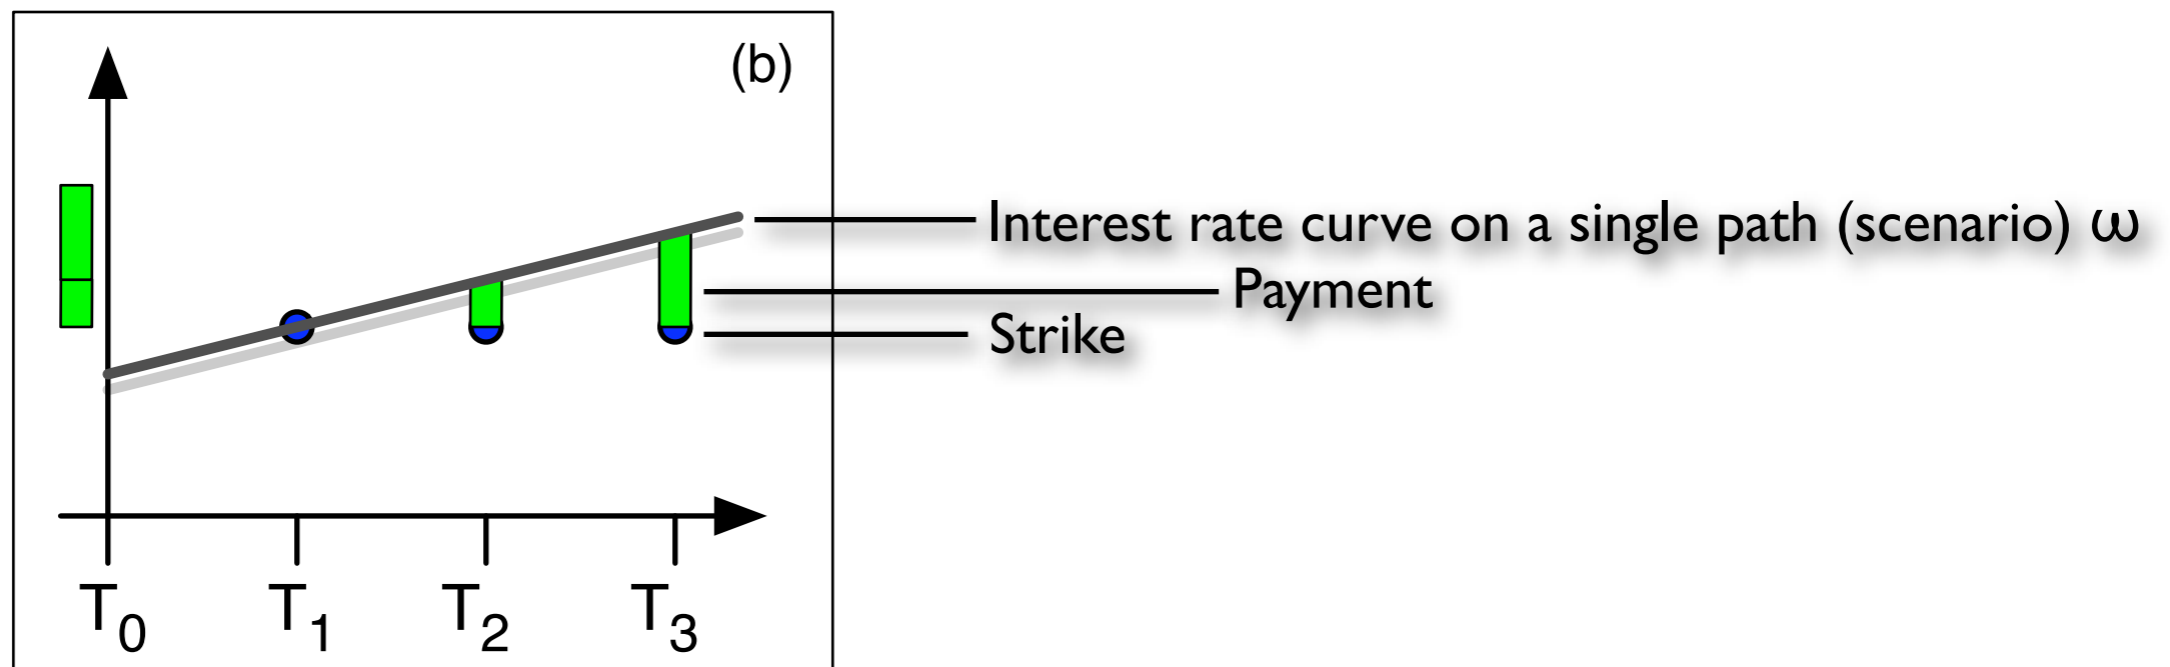 (b)
Interest rate curve on a single path (scenario) ω
Payment
Strike
T0 T1 T2 T3